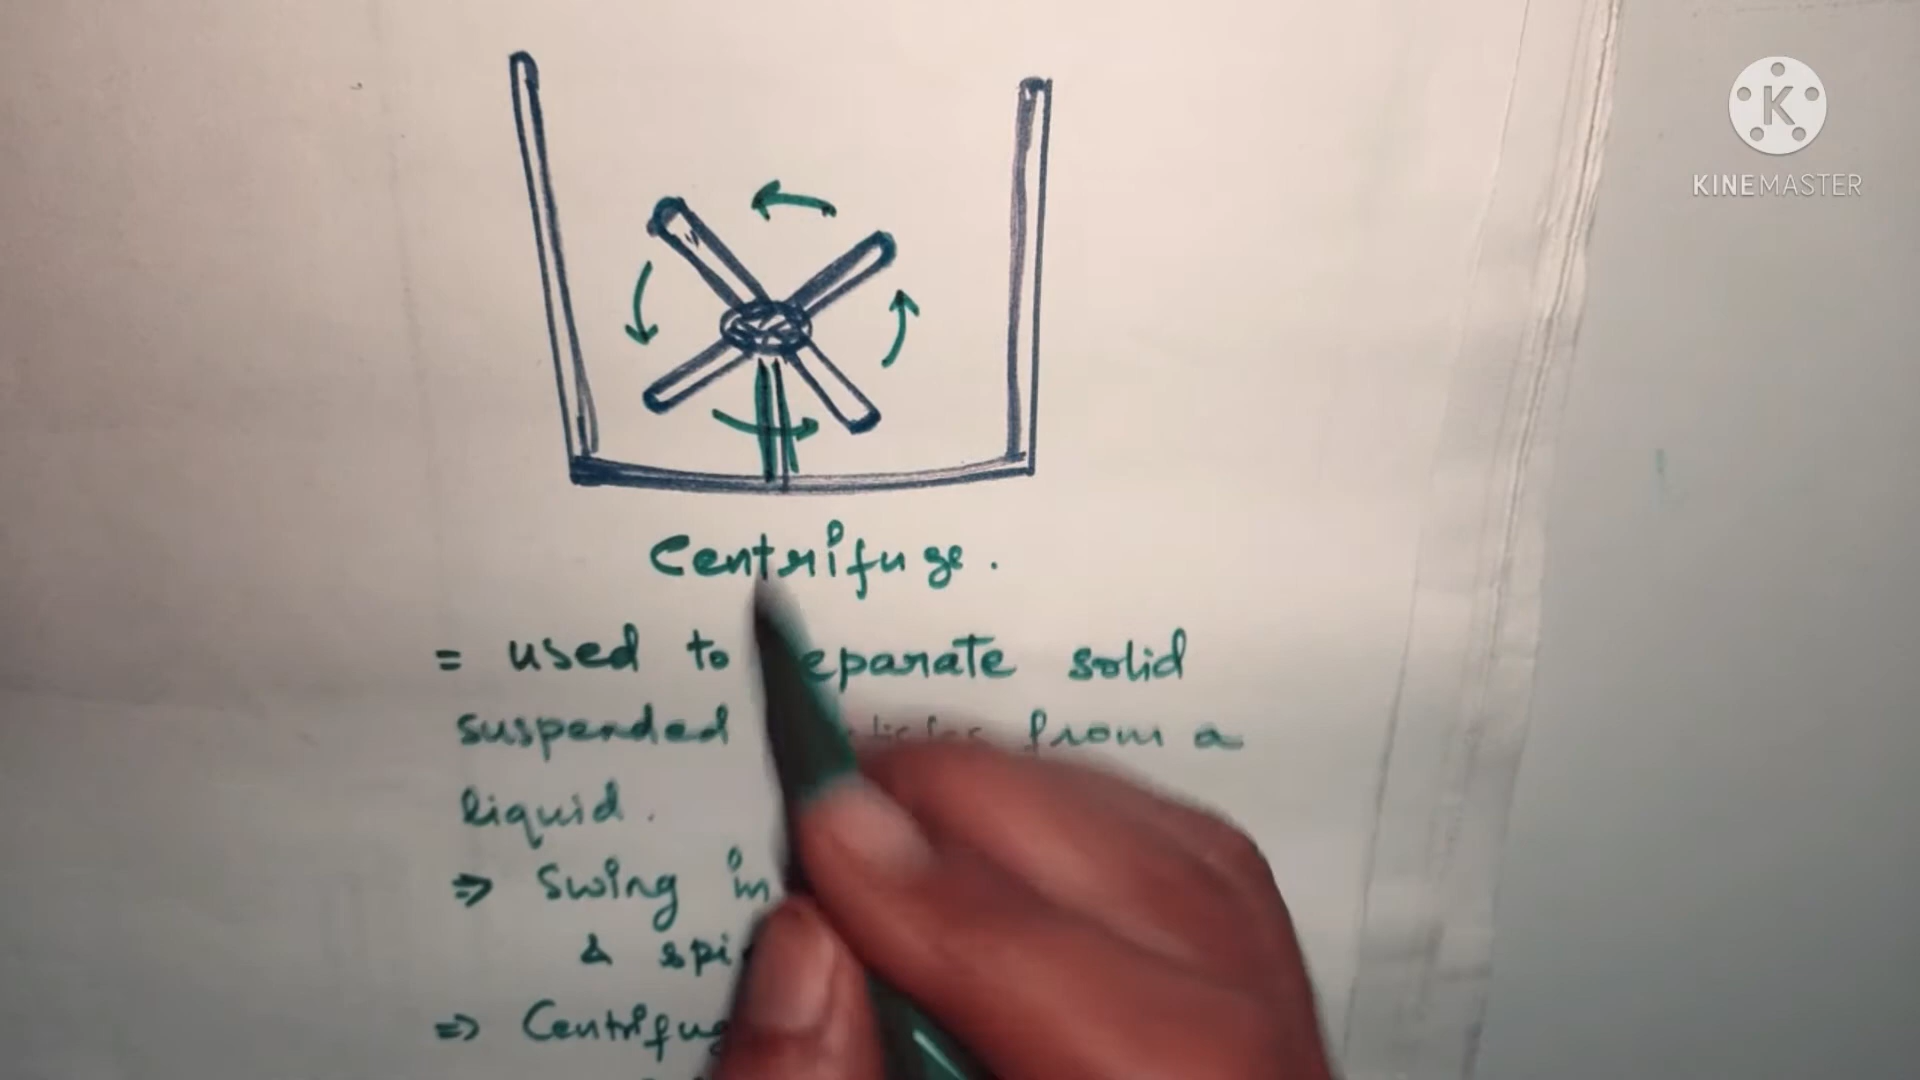 K
KINEMASTER
Centrifuge.
= used to separate solid
suspended from a
liquid.
⇒ Swing in
& spi
⇒ Centrifug